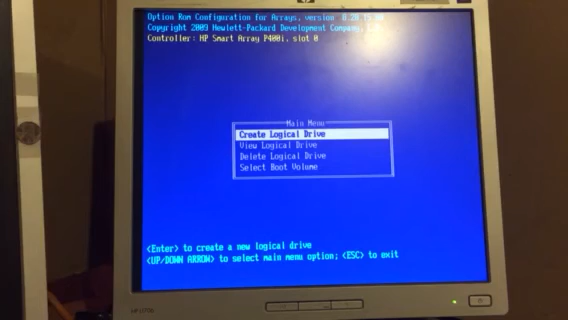 Option Rom Configuration for Arrays, version 8.20
Copyright 2009 Hewlett-Packard Development Company,
Controller: HP Smart Array P400i, slot 0
Main Menu
Create Logical Drive
View Logical Drive
Delete Logical Drive
Select Boot Volume
<Enter> to create a new logical drive
<UP/DOWN ARROW> to select main menu option; <ESC> to exit